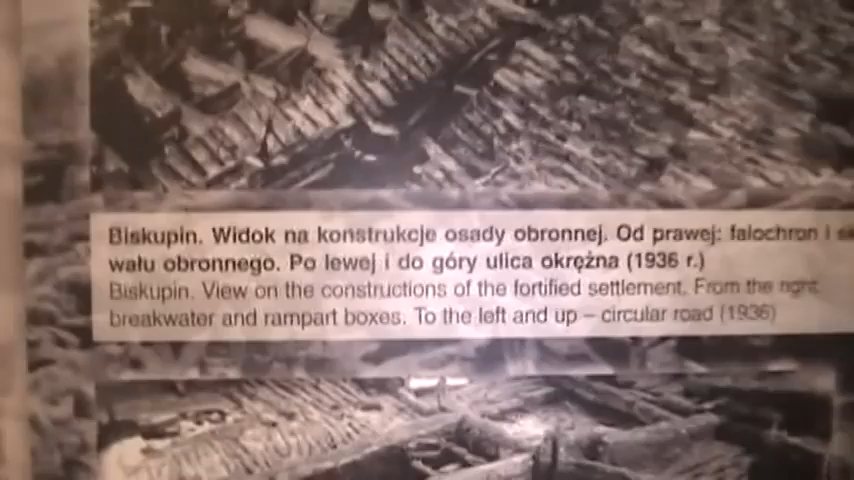 Biskupin. Widok na konstrukcje osady obronnej. Od prawej: falochron i
wału obronnego. Po lewej i do góry ulica okrężna (1936 r.)
Biskupin. View on the constructions of the fortified settlement. From the right:
breakwater and rampart boxes. To the left and up – circular road (1936)